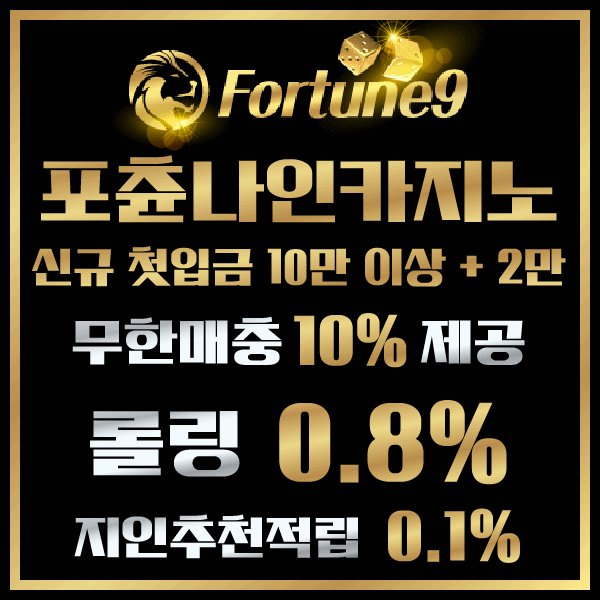 Fortune9
포츈나인카지노
신규 첫입금 10만 이상 + 2만
무한매충 10% 제공
롤링 0.8%
지인추천적립 0.1%